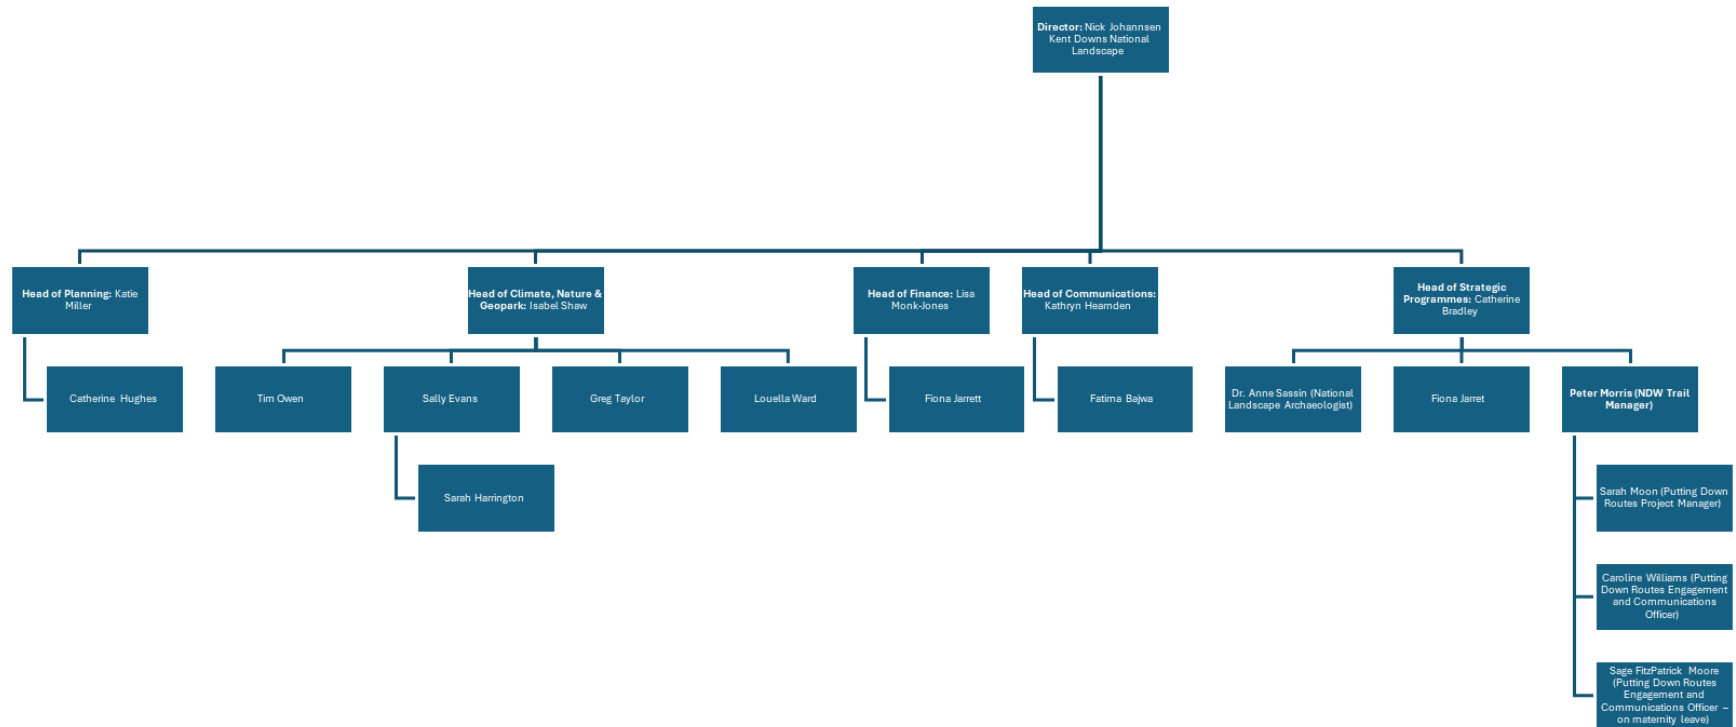 Director: Nick Johannsen
Kent Downs National
Landscape
Head of Planning: Katie
Miller
Head of Climate, Nature &
Geopark: Isabel Shaw
Head of Finance: Lisa
Monk-Jones
Head of Communications:
Kathryn Hearnden
Head of Strategic
Programmes: Catherine
Bradley
Catherine Hughes
Tim Owen
Sally Evans
Greg Taylor
Louella Ward
Fiona Jarrett
Fatima Bajwa
Dr. Anne Sassin (National
Landscape Archaeologist)
Fiona Jarret
Peter Morris (NDW Trail
Manager)
Sarah Harrington
Sarah Moon (Putting Down
Routes Project Manager)
Caroline Williams (Putting
Down Routes Engagement
and Communications
Officer)
Sage FitzPatrick Moore
(Putting Down Routes
Engagement and
Communications Officer –
on maternity leave)